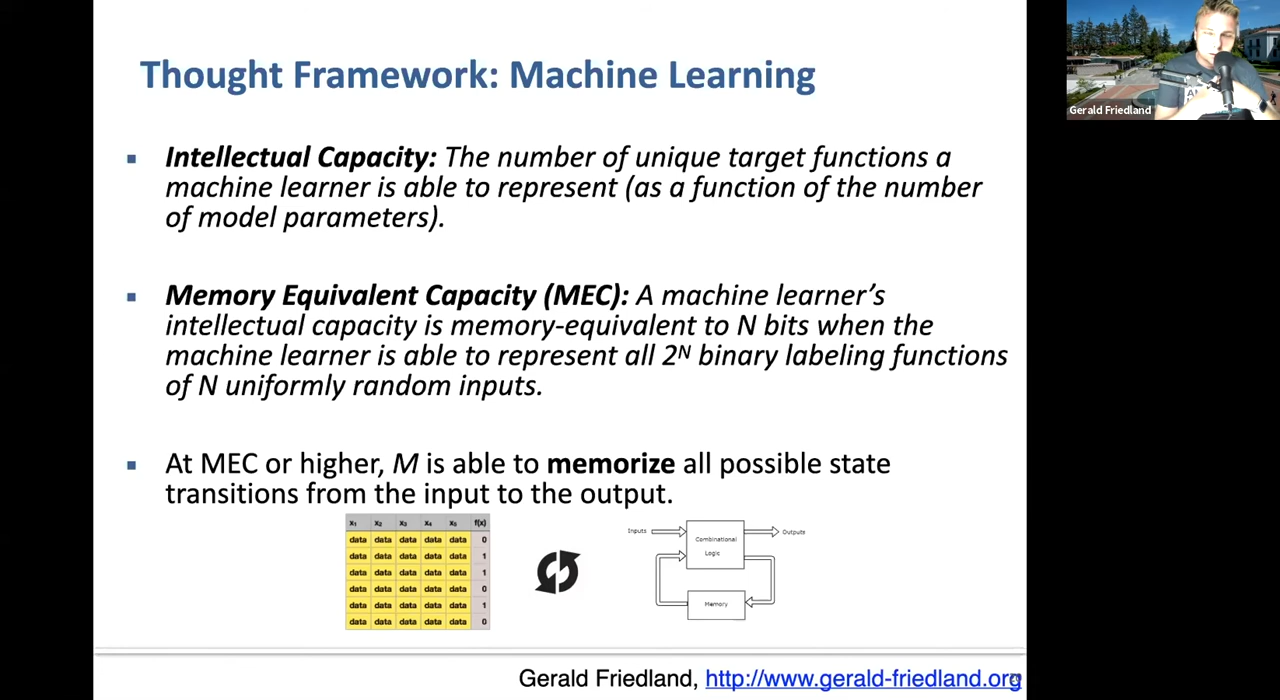 Thought Framework: Machine Learning
Gerald Friedland
▪ Intellectual Capacity: The number of unique target functions a
machine learner is able to represent (as a function of the number
of model parameters).
▪ Memory Equivalent Capacity (MEC): A machine learner’s
intellectual capacity is memory-equivalent to N bits when the
machine learner is able to represent all 2ᴺ binary labeling functions
of N uniformly random inputs.
▪ At MEC or higher, M is able to memorize all possible state
transitions from the input to the output.
x₁ x₂ x₃ x₄ x₅ f(x)
data data data data data 0
data data data data data 1
data data data data data 1
data data data data data 0
data data data data data 1
data data data data data 0
Inputs
Combinational
Logic
Outputs
Memory
Gerald Friedland, http://www.gerald-friedland.org